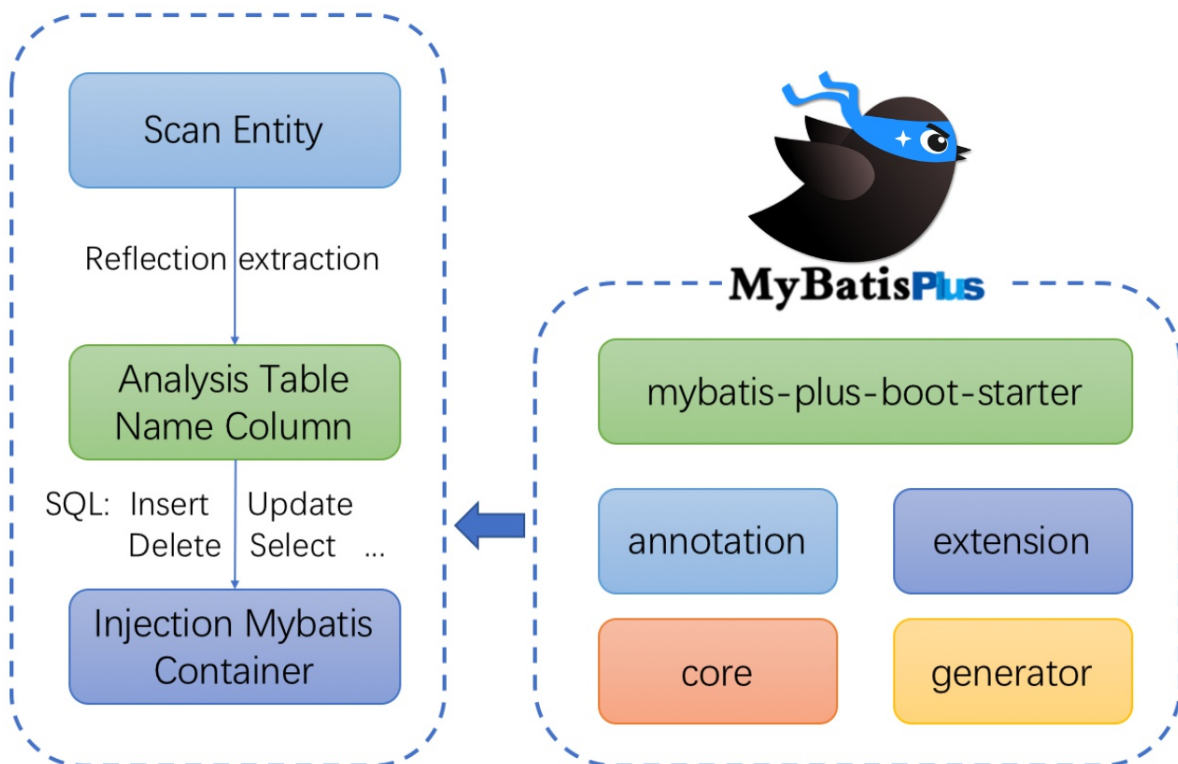 Scan Entity
Reflection extraction
Analysis Table
Name Column
SQL: Insert Update
Delete Select ...
Injection Mybatis
Container
MyBatisPlus
mybatis-plus-boot-starter
annotation
extension
core
generator